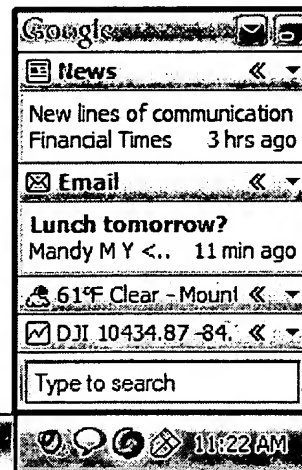 Google
News «
New lines of communication
Financial Times 3 hrs ago
Email «
Lunch tomorrow?
Mandy M Y <.. 11 min ago
61°F Clear - Mount «
DJI 10434.87 -84. «
Type to search
11:22 AM